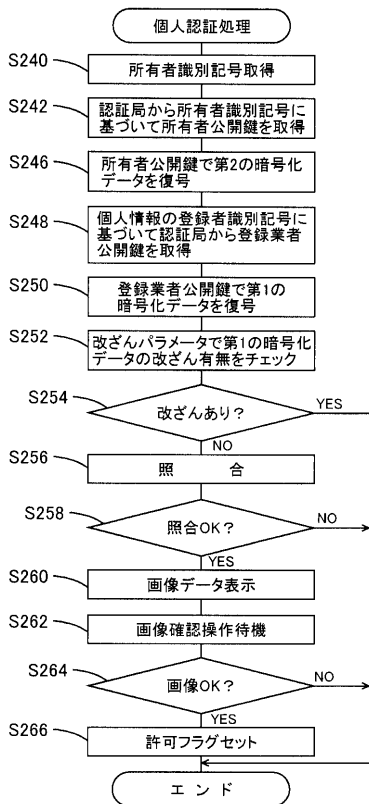 個人認証処理
S240
所有者識別記号取得
S242
認証局から所有者識別記号に
基づいて所有者公開鍵を取得
S246
所有者公開鍵で第2の暗号化
データを復号
S248
個人情報の登録者識別記号に
基づいて認証局から登録業者
公開鍵を取得
S250
登録業者公開鍵で第1の
暗号化データを復号
S252
改ざんパラメータで第1の暗号化
データの改ざん有無をチェック
S254
改ざんあり?
YES
NO
S256
照 合
S258
照合OK?
NO
YES
S260
画像データ表示
S262
画像確認操作待機
S264
画像OK?
NO
YES
S266
許可フラグセット
エ ン ド